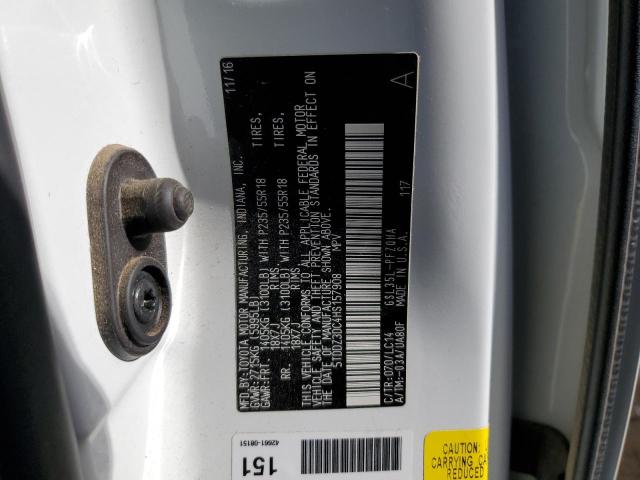 MFD.BY:TOYOTA MOTOR MANUFACTURING, INDIANA, INC. 11/16
GVWR:2775KG ( 5995LB)
GAWR:FRT. 1405KG (3100LB) WITH P235/55R18 TIRES,
18X7J RIMS,
RR. 1405KG (3100LB) WITH P235/55R18 TIRES,
18X7J RIMS,
THIS VEHICLE CONFORMS TO ALL APPLICABLE FEDERAL MOTOR
VEHICLE SAFETY AND THEFT PREVENTION STANDARDS IN EFFECT ON
THE DATE OF MANUFACTURE SHOWN ABOVE.
5TDDZ3DC4HS157908 MPV
A
C/TR:070/LC14 GSL35L-PFZQHA
A/TM:-03A/UA80F MADE IN U.S.A. 117
151
42661-08151
CAUTION:
CARRYING CA
REDUCED